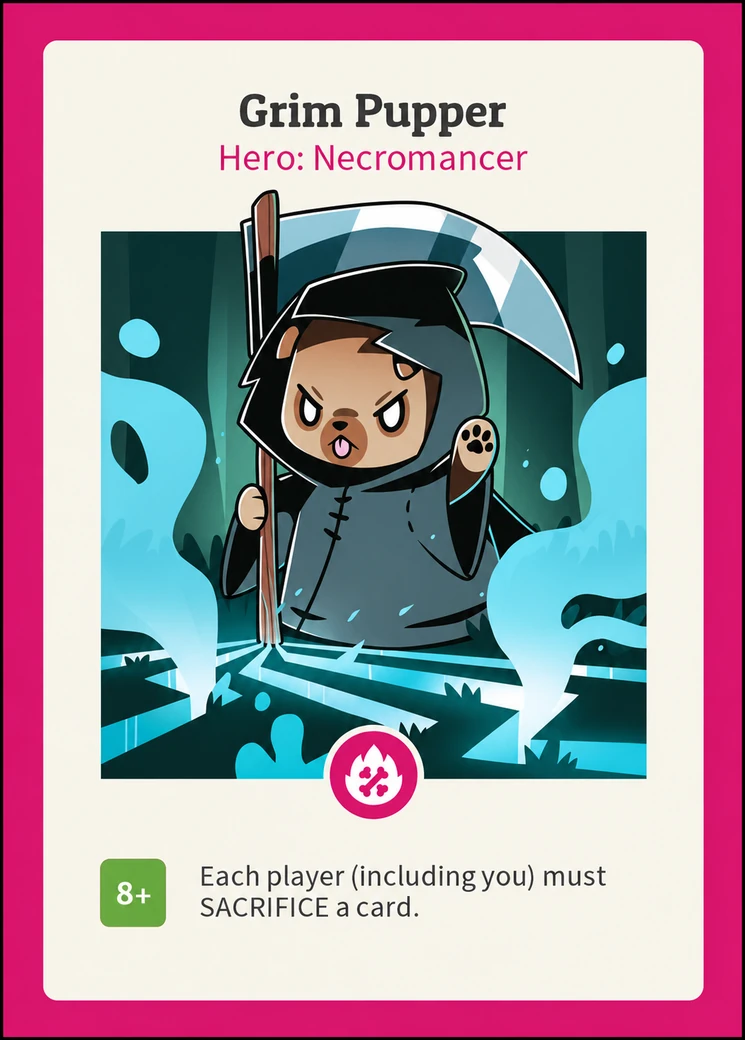 Grim Pupper
Hero: Necromancer
8+
Each player (including you) must
SACRIFICE a card.